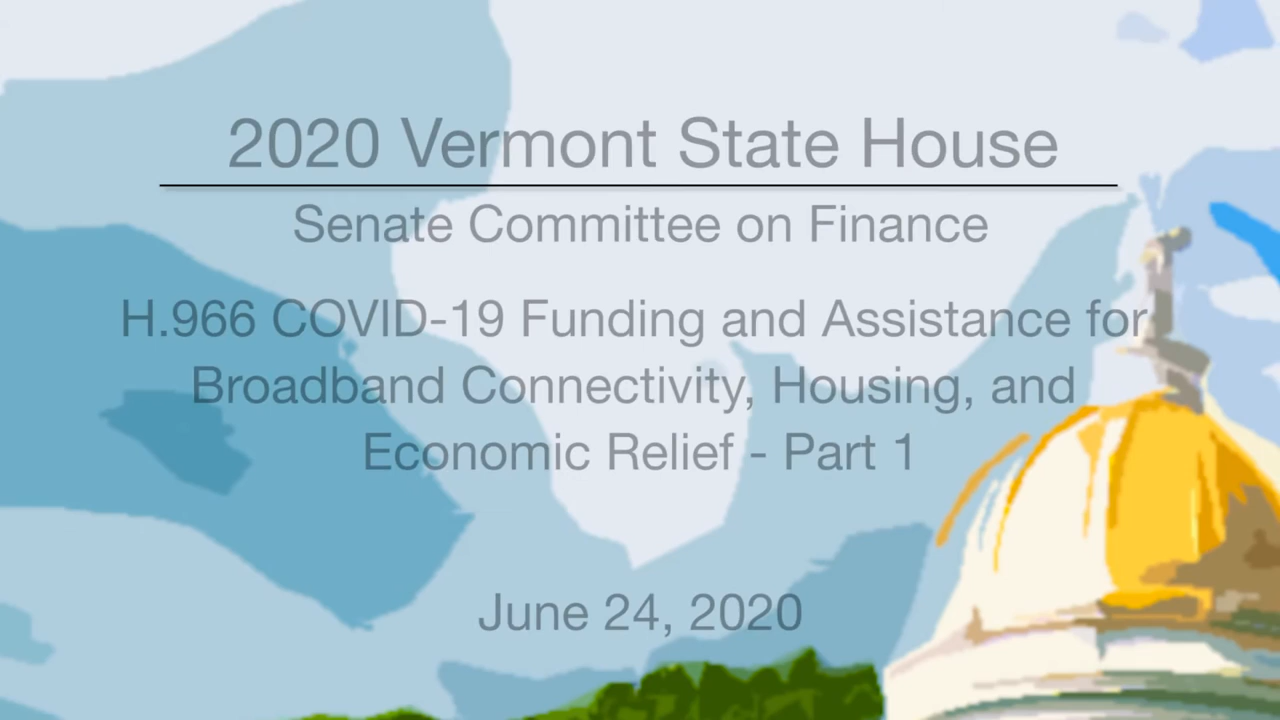 2020 Vermont State House
Senate Committee on Finance
H.966 COVID-19 Funding and Assistance for
Broadband Connectivity, Housing, and
Economic Relief - Part 1
June 24, 2020